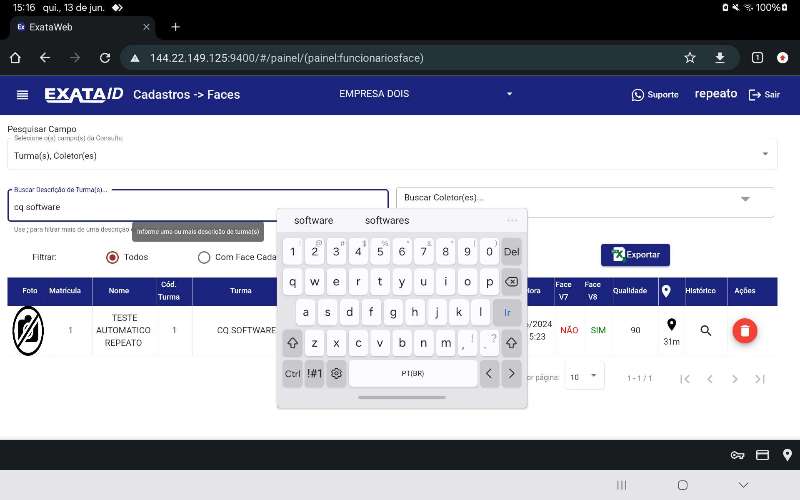 15:16 qui., 13 de jun. 100%
ExataWeb
144.22.149.125:9400/#/painel/(painel:funcionariosface)
1
EXATA ID Cadastros -> Faces EMPRESA DOIS Suporte repeato Sair
Pesquisar Campo
Selecione o(s) campo(s) da Consulta
Turma(s), Coletor(es)
Buscar Descrição de Turma(s)...
cq software
Buscar Coletor(es)...
Use ; para filtrar mais de uma descrição
Informe uma ou mais descrição de turma(s)
Filtrar: Todos Com Face Cada
Exportar
software softwares ...
1 2 3 4 5 6 7 8 9 0 Del
q w e r t y u i o p
a s d f g h j k l Ir
z x c v b n m , ! . ?
Ctrl !#1 PT(BR) < >
Foto Matrícula Nome Cód. Turma Turma Hora Face V7 Face V8 Qualidade Histórico Ações
1 TESTE AUTOMATICO REPEATO 1 CQ SOFTWARE /2024 5:23 NÃO SIM 90 31m
por página: 10 1 - 1 / 1